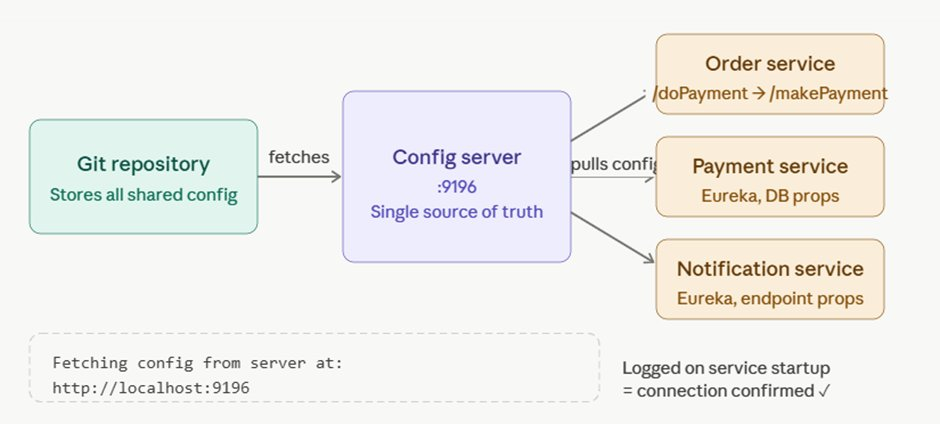 Git repository
Stores all shared config
fetches
Config server
:9196
Single source of truth
pulls config
Order service
/doPayment → /makePayment
Payment service
Eureka, DB props
Notification service
Eureka, endpoint props
Fetching config from server at:
http://localhost:9196
Logged on service startup
= connection confirmed ✓